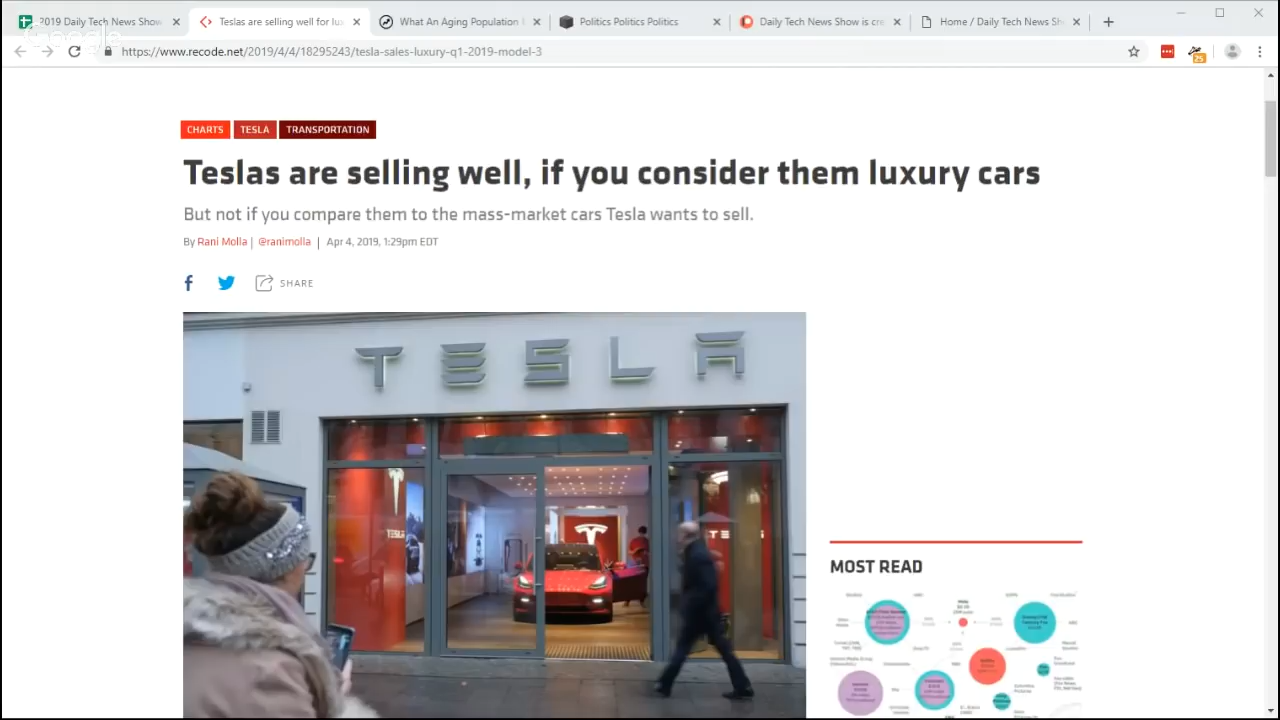 2019 Daily Tech News Show
Teslas are selling well for lux
What An Aging Population
Politics Politics Politics
Daily Tech News Show is cre
Home / Daily Tech News Sh
https://www.recode.net/2019/4/4/18295243/tesla-sales-luxury-q1-2019-model-3
25
CHARTS TESLA TRANSPORTATION
Teslas are selling well, if you consider them luxury cars
But not if you compare them to the mass-market cars Tesla wants to sell.
By Rani Molla | @ranimolla | Apr 4, 2019, 1:29pm EDT
SHARE
TESLA
MOST READ